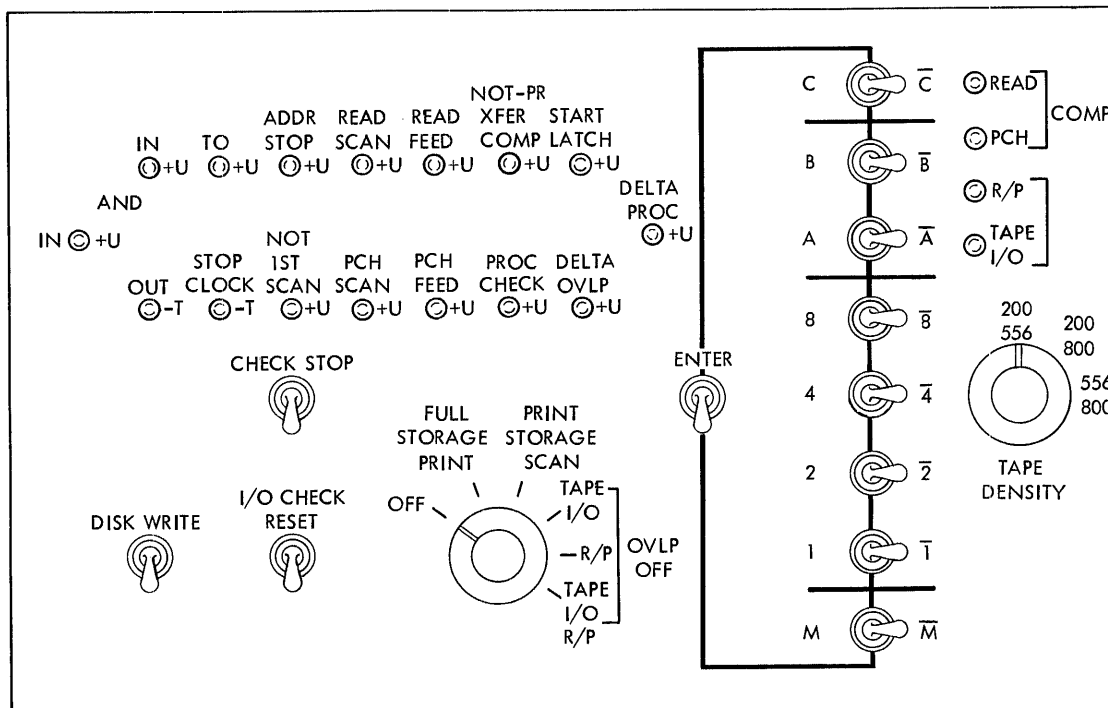 NOT-PR
ADDR READ READ XFER START
IN TO STOP SCAN FEED COMP LATCH
+U +U +U +U +U +U +U
AND
IN +U
DELTA
PROC
+U
NOT
STOP 1ST PCH PCH PROC DELTA
OUT CLOCK SCAN SCAN FEED CHECK OVLP
-T -T +U +U +U +U +U
CHECK STOP
DISK WRITE
I/O CHECK
RESET
FULL
STORAGE
PRINT
PRINT
STORAGE
SCAN
OFF
TAPE
I/O
R/P
TAPE
I/O
R/P
OVLP
OFF
ENTER
C C̅
B B̅
A A̅
8 8̅
4 4̅
2 2̅
1 1̅
M M̅
READ
PCH
COMP
R/P
TAPE
I/O
200
556
200
800
556
800
TAPE
DENSITY